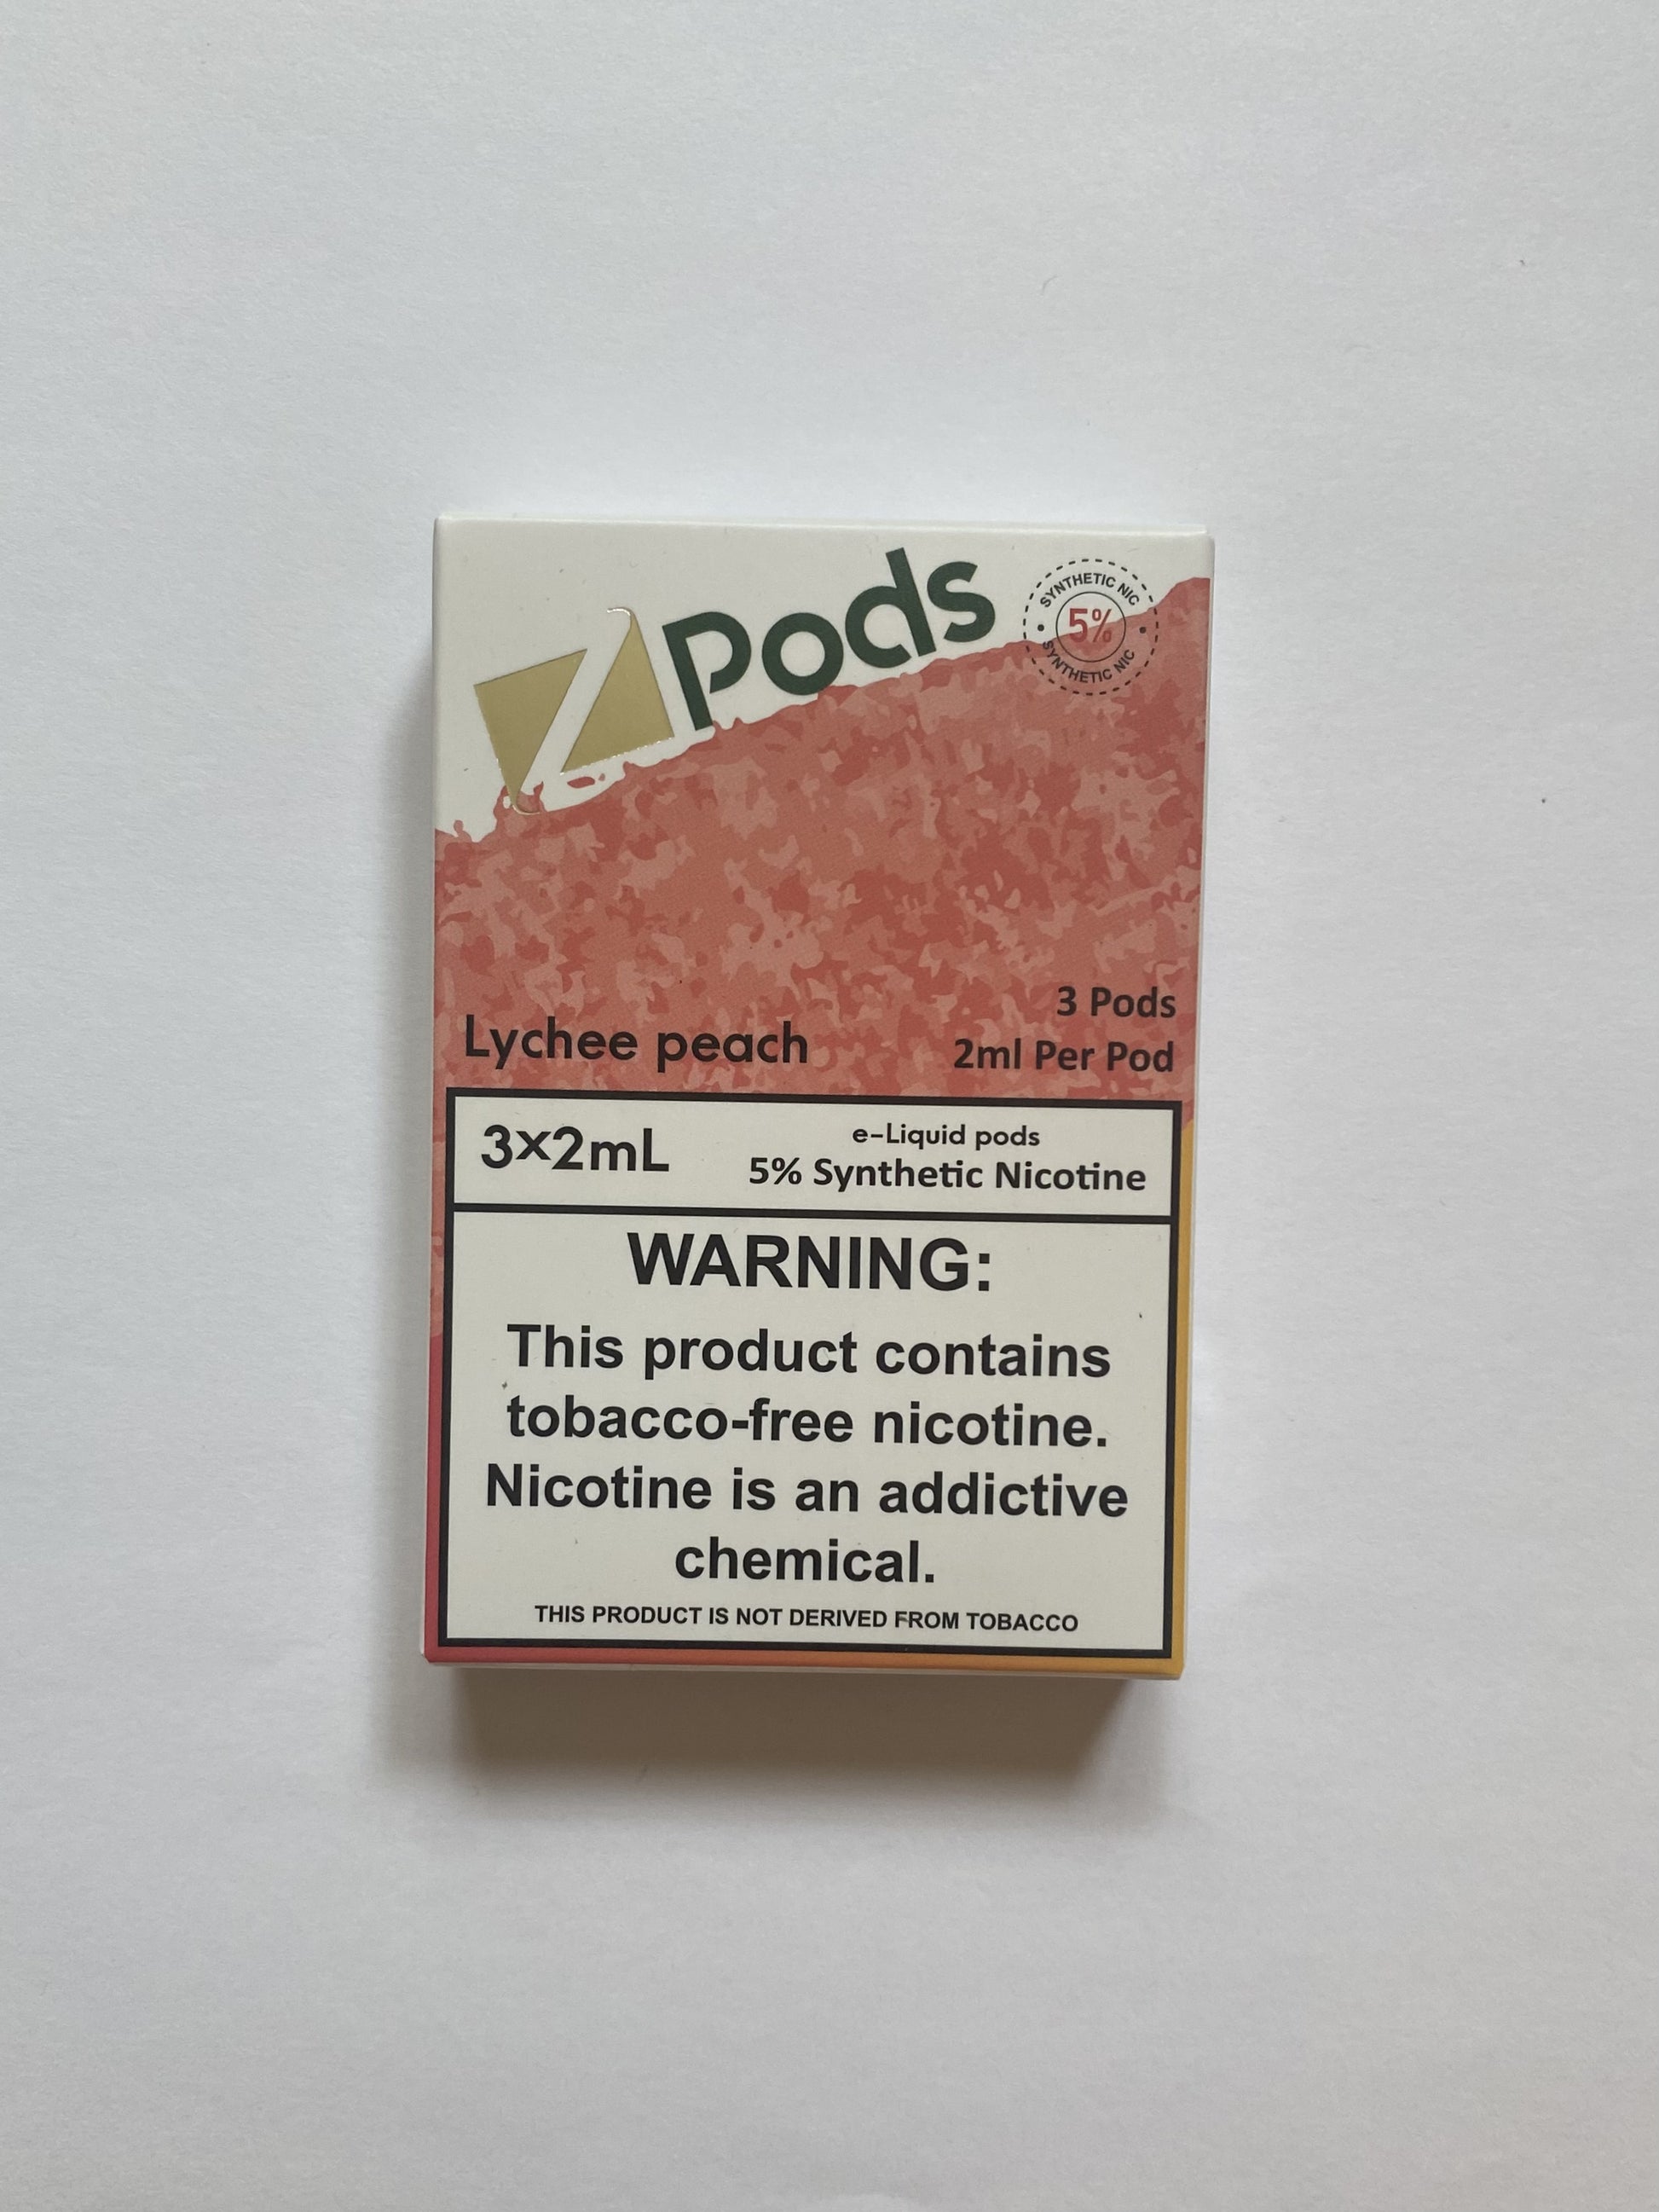 Z Pods
SYNTHETIC NIC
5%
SYNTHETIC NIC
Lychee peach
3 Pods
2ml Per Pod
3×2mL
e-Liquid pods
5% Synthetic Nicotine
WARNING:
This product contains
tobacco-free nicotine.
Nicotine is an addictive
chemical.
THIS PRODUCT IS NOT DERIVED FROM TOBACCO